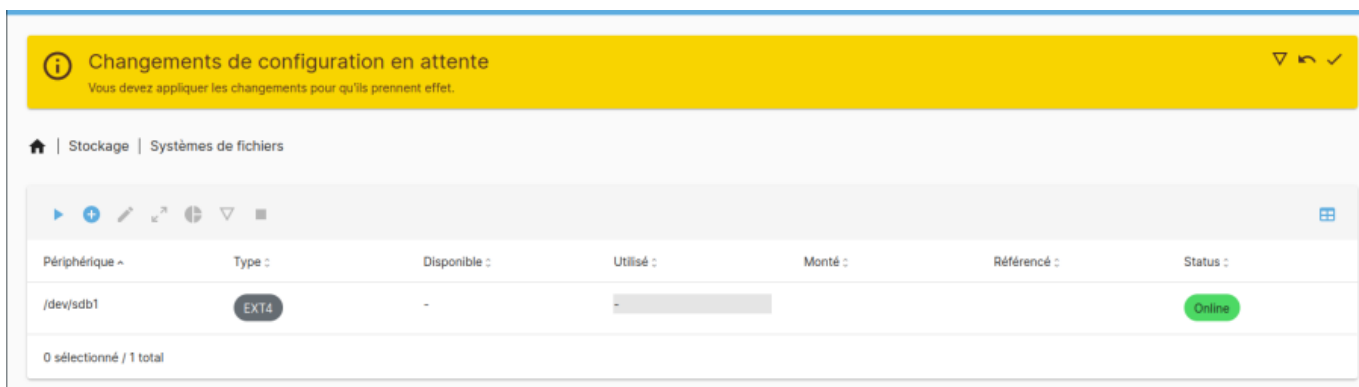 Changements de configuration en attente
Vous devez appliquer les changements pour qu'ils prennent effet.
| Stockage | Systèmes de fichiers
Périphérique Type Disponible Utilisé Monté Référencé Status
/dev/sdb1 EXT4 - - Online
0 sélectionné / 1 total